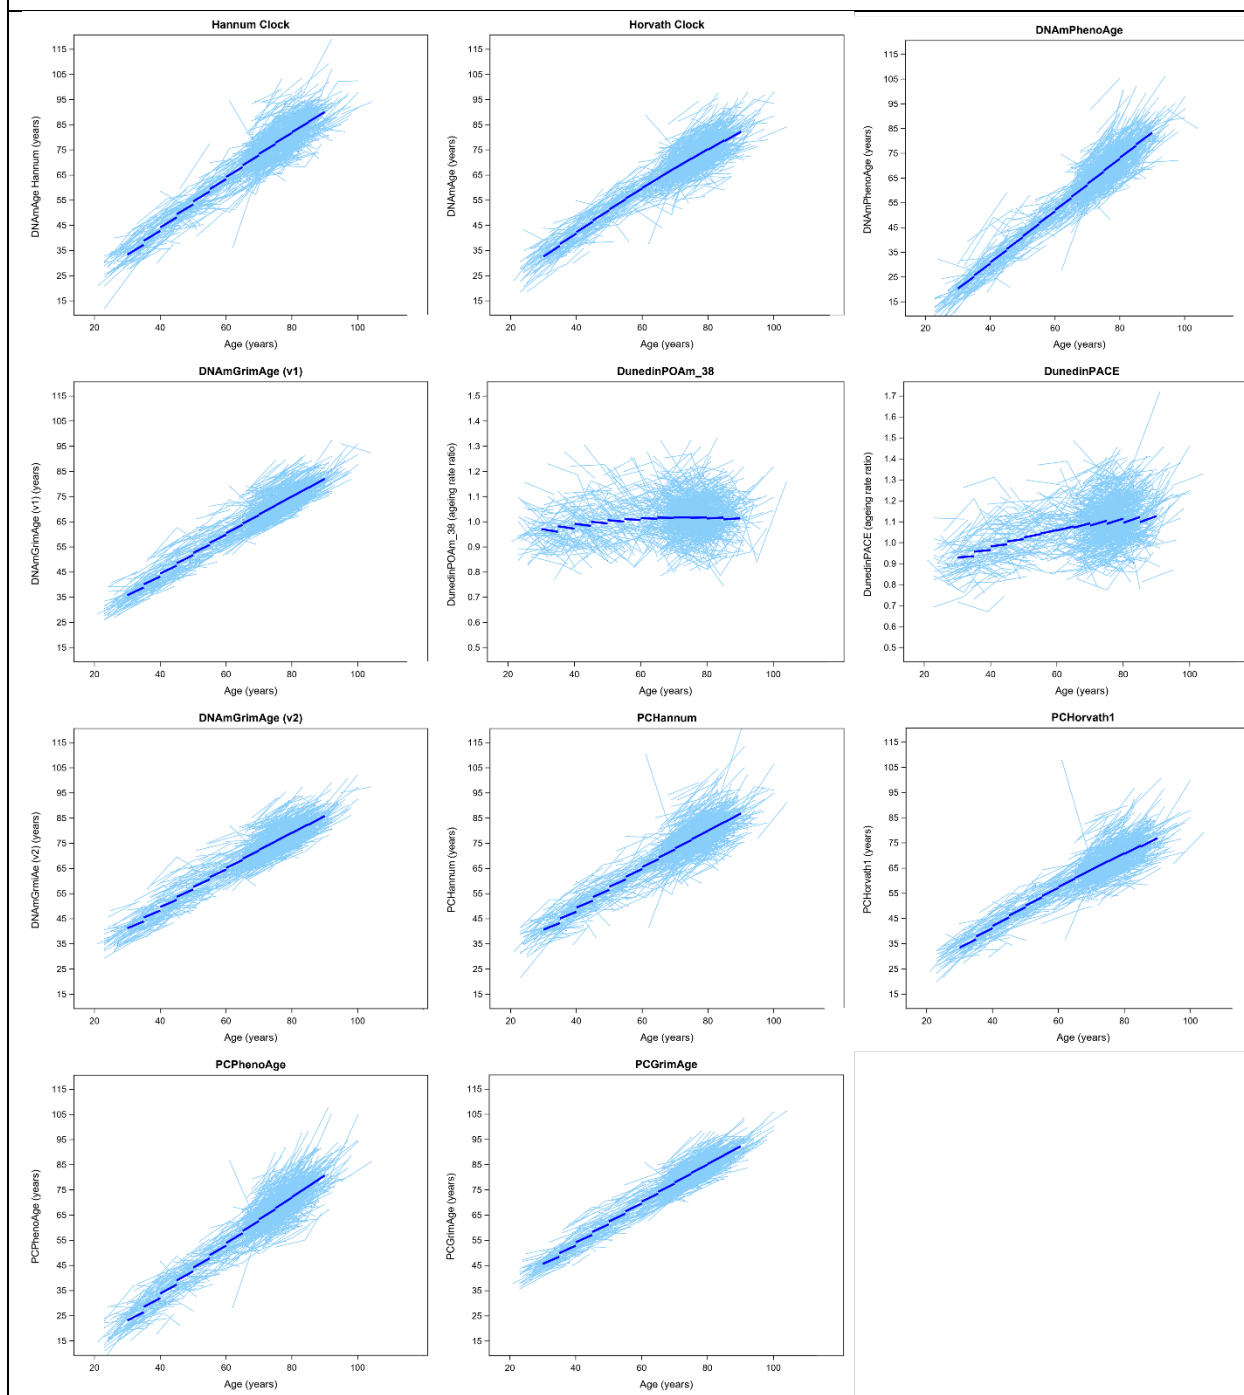 Hannum Clock
DNAmAge Hannum (years)
115
105
95
85
75
65
55
45
35
25
15
20 40 60 80 100
Age (years)
Horvath Clock
DNAmAge (years)
115
105
95
85
75
65
55
45
35
25
15
20 40 60 80 100
Age (years)
DNAmPhenoAge
DNAmPhenoAge (years)
115
105
95
85
75
65
55
45
35
25
15
20 40 60 80 100
Age (years)
DNAmGrimAge (v1)
DNAmGrimAge (v1) (years)
115
105
95
85
75
65
55
45
35
25
15
20 40 60 80 100
Age (years)
DunedinPOAm_38
DunedinPOAm_38 (ageing rate ratio)
1.5
1.4
1.3
1.2
1.1
1.0
0.9
0.8
0.7
0.6
0.5
20 40 60 80 100
Age (years)
DunedinPACE
DunedinPACE (ageing rate ratio)
1.7
1.6
1.5
1.4
1.3
1.2
1.1
1.0
0.9
0.8
0.7
0.6
0.5
20 40 60 80 100
Age (years)
DNAmGrimAge (v2)
DNAmGrmiAe (v2) (years)
115
105
95
85
75
65
55
45
35
25
15
20 40 60 80 100
Age (years)
PCHannum
PCHannum (years)
115
105
95
85
75
65
55
45
35
25
15
20 40 60 80 100
Age (years)
PCHorvath1
PCHorvath1 (years)
115
105
95
85
75
65
55
45
35
25
15
20 40 60 80 100
Age (years)
PCPhenoAge
PCPhenoAge (years)
115
105
95
85
75
65
55
45
35
25
15
20 40 60 80 100
Age (years)
PCGrimAge
PCGrimAge (years)
115
105
95
85
75
65
55
45
35
25
15
20 40 60 80 100
Age (years)